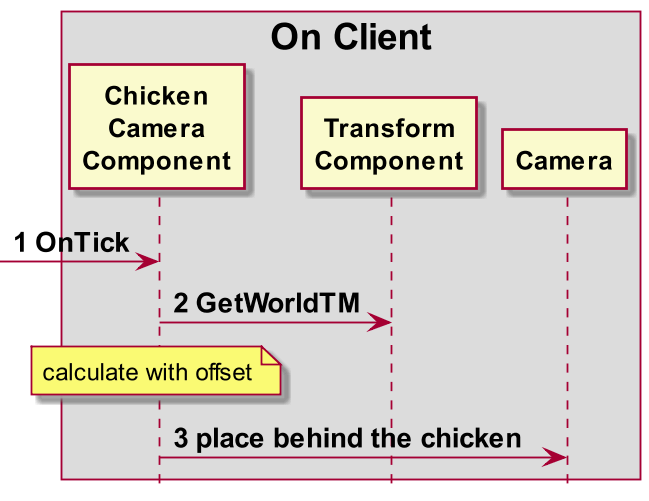 On Client
Chicken
Camera
Component
Transform
Component
Camera
1 OnTick
2 GetWorldTM
calculate with offset
3 place behind the chicken